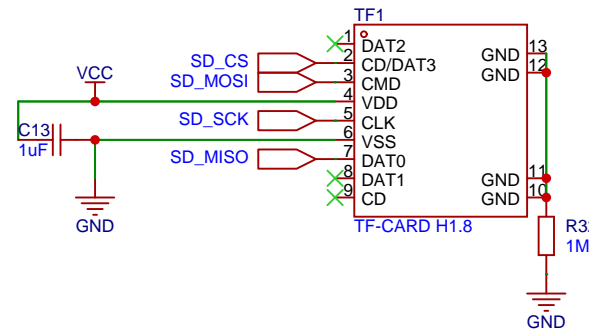 TF1
1 DAT2
SD_CS 2 CD/DAT3 GND 13
VCC SD_MOSI 3 CMD GND 12
4 VDD
C13 SD_SCK 5 CLK
1uF 6 VSS
SD_MISO 7 DAT0
8 DAT1 GND 11
9 CD GND 10
GND TF-CARD H1.8
1M
GND